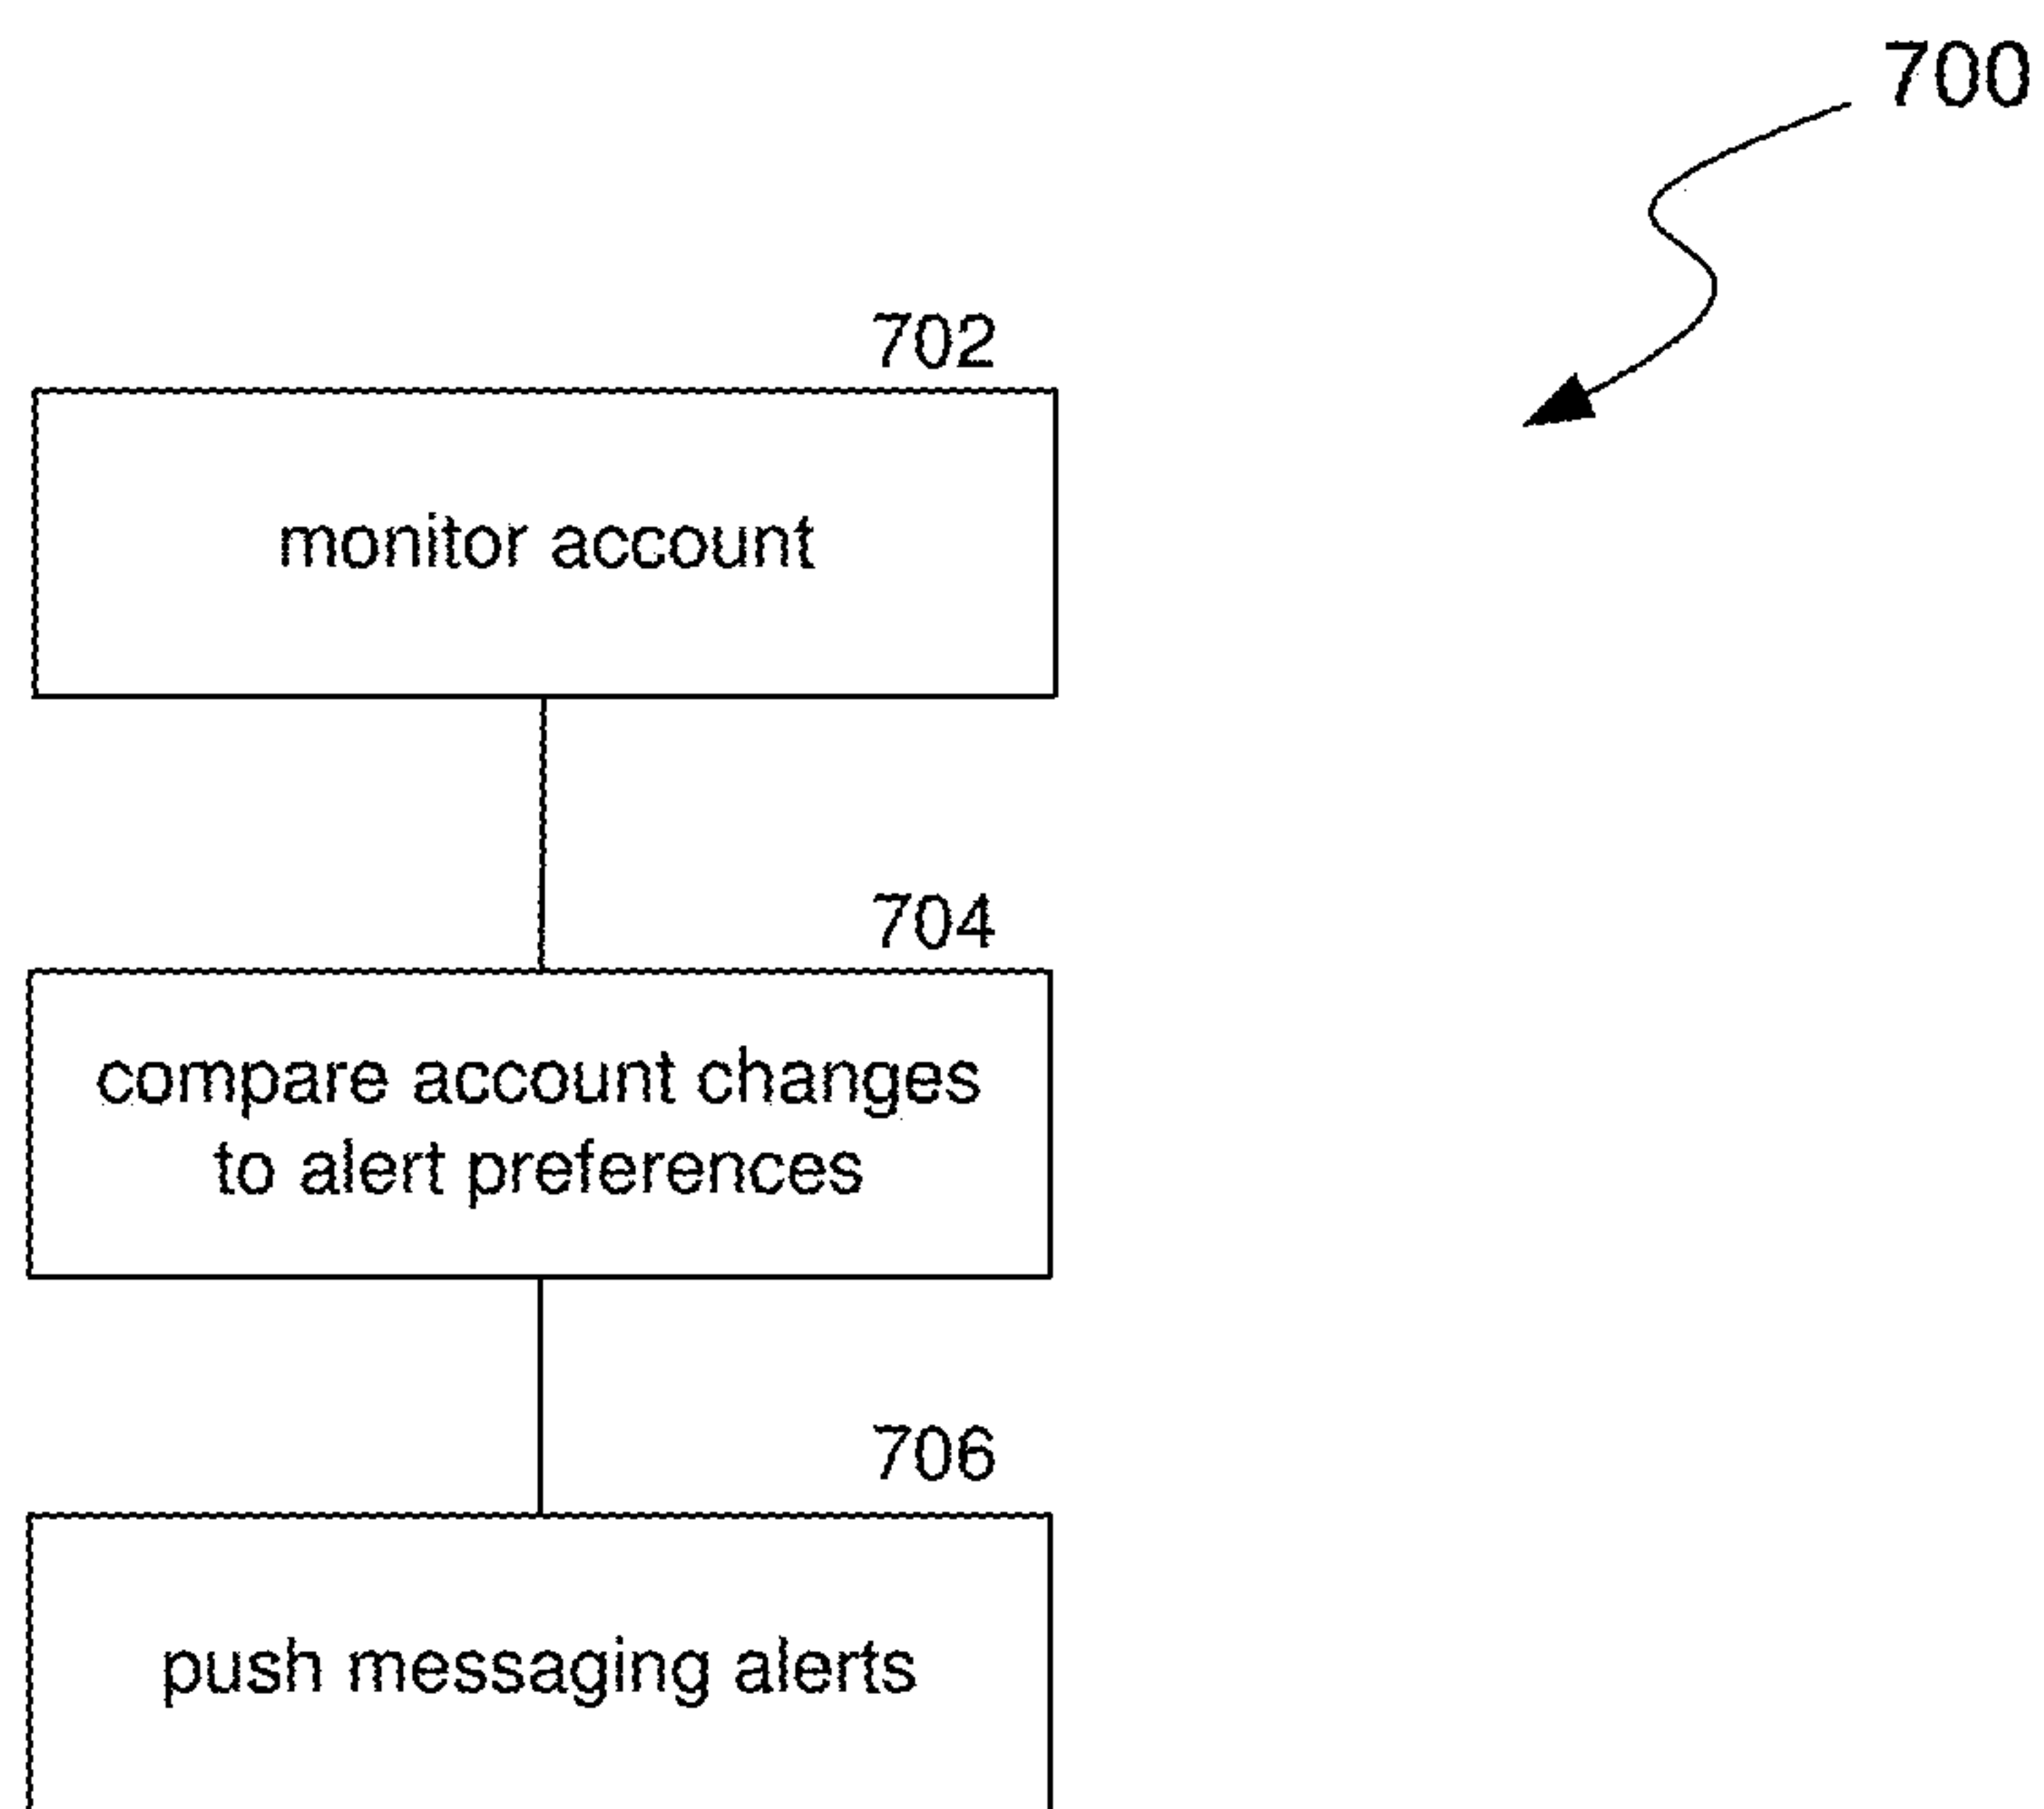 700
702
monitor account
704
compare account changes
to alert preferences
706
push messaging alerts